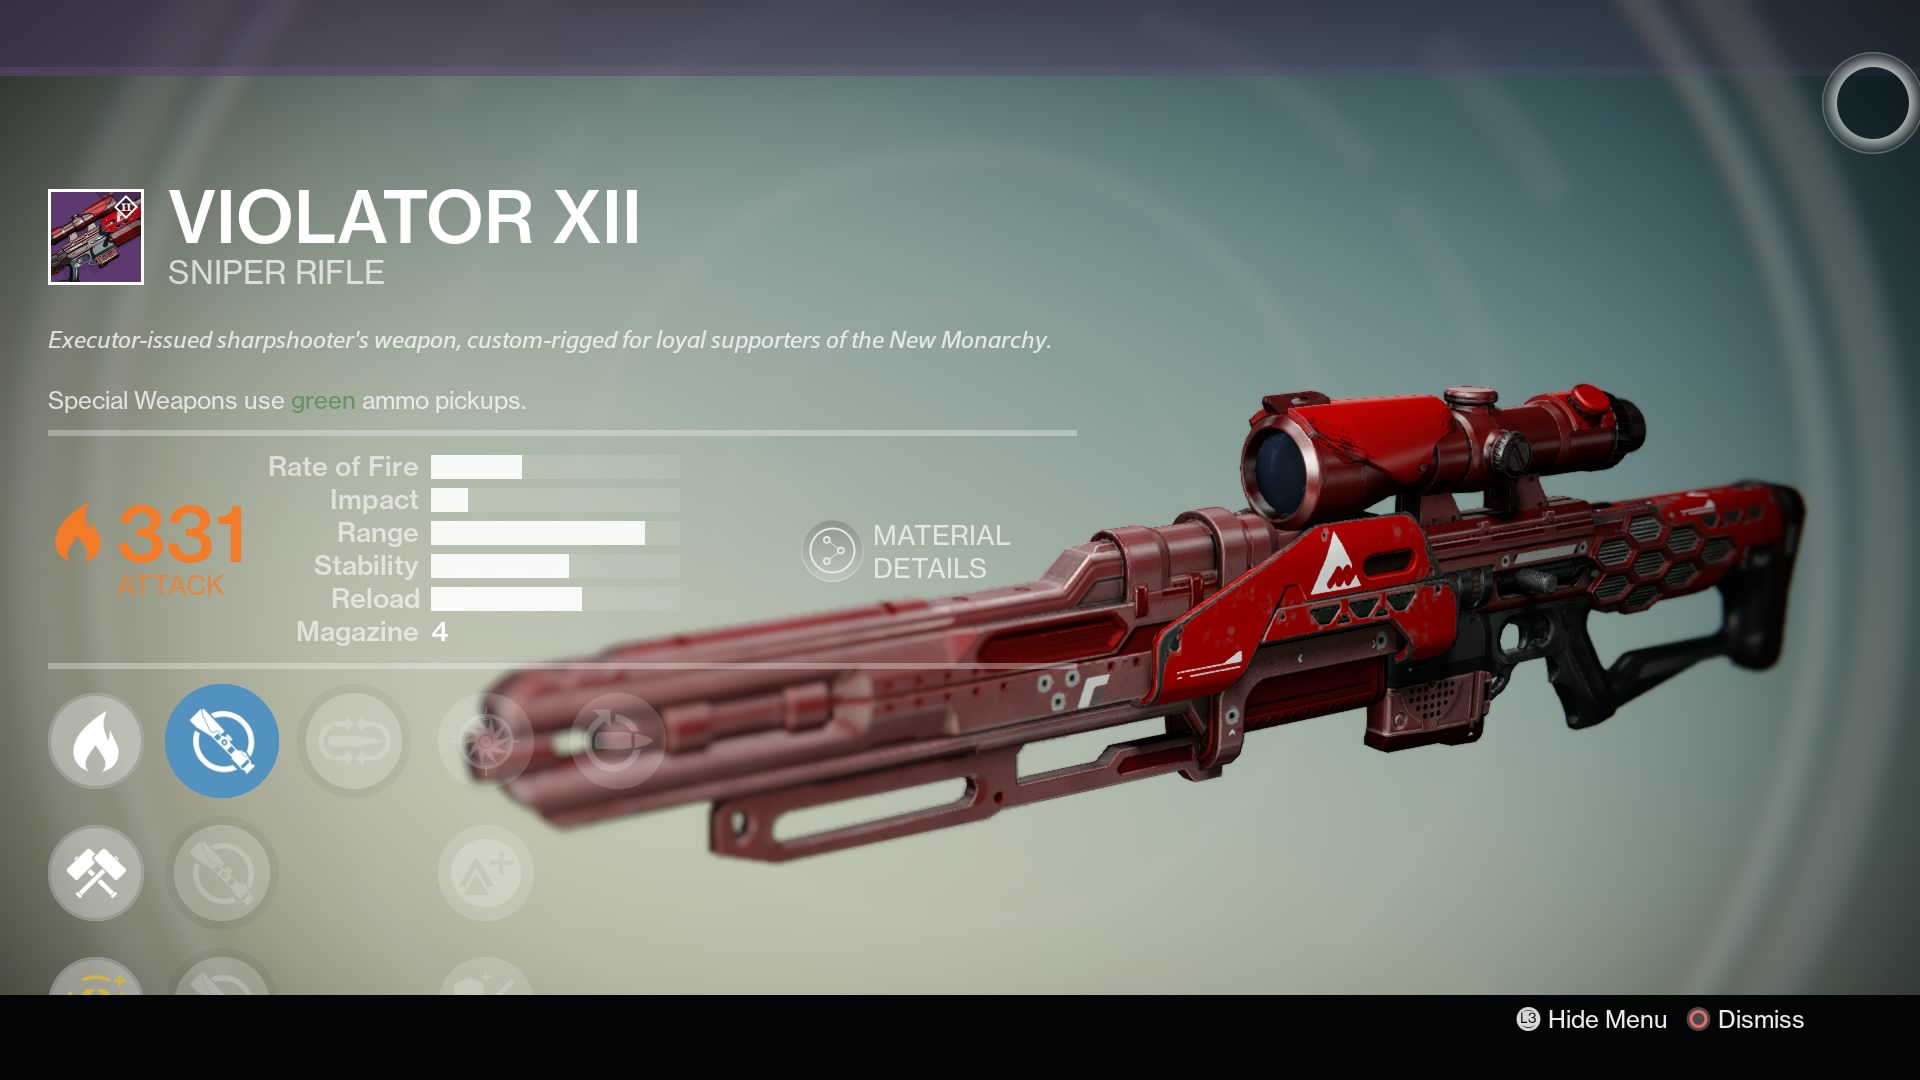 VIOLATOR XII
SNIPER RIFLE
Executor-issued sharpshooter's weapon, custom-rigged for loyal supporters of the New Monarchy.
Special Weapons use green ammo pickups.
331
ATTACK
Rate of Fire
Impact
Range
Stability
Reload
Magazine 4
MATERIAL
DETAILS
L3 Hide Menu Dismiss